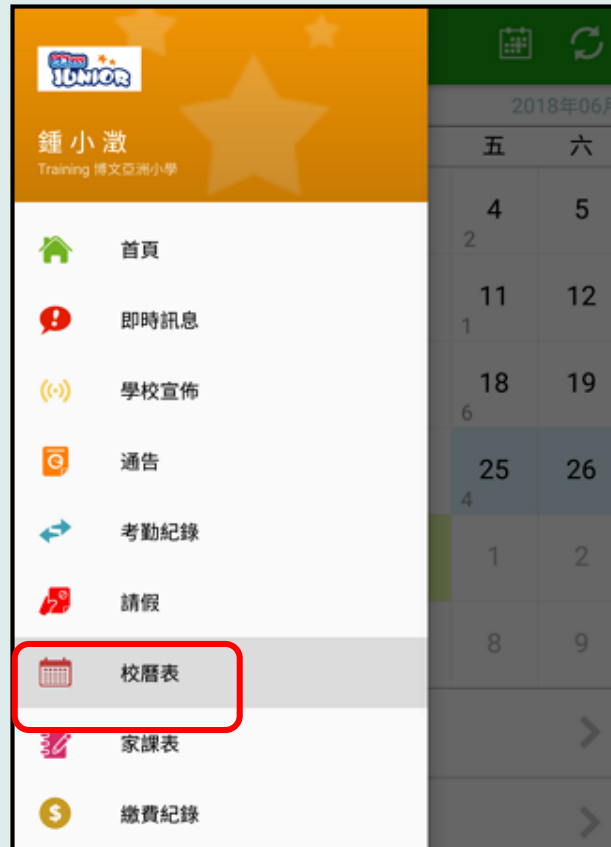 JUNIOR
鍾小澂
Training 博文亞洲小學
首頁
即時訊息
學校宣佈
通告
考勤紀錄
請假
校曆表
家課表
繳費紀錄
2018年06月
五 六
4 5
2
11 12
1
18 19
6
25 26
4
1 2
8 9